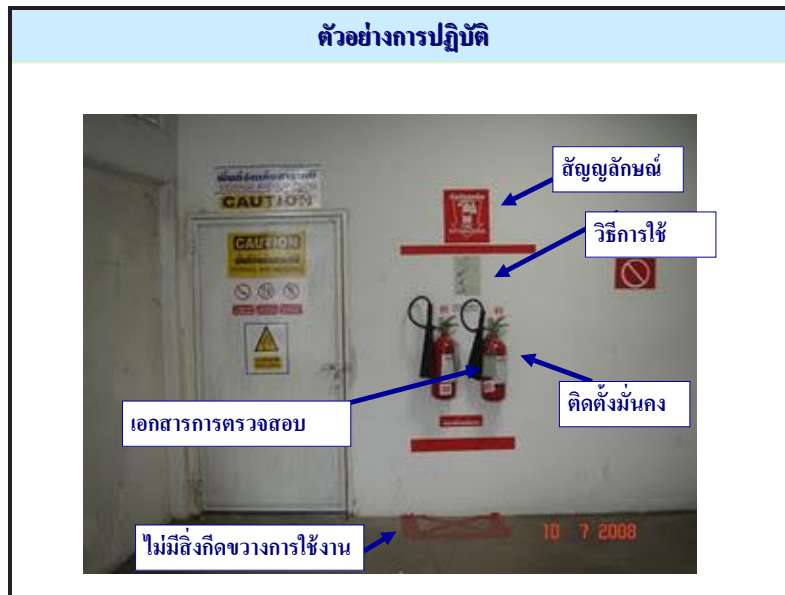 ตัวอย่างการปฏิบัติ
สัญญลักษณ์
วิธีการใช้
CAUTION
CAUTION
ติดตั้งมั่นคง
เอกสารการตรวจสอบ
ไม่มีสิ่งกีดขวางการใช้งาน
10 7 2008